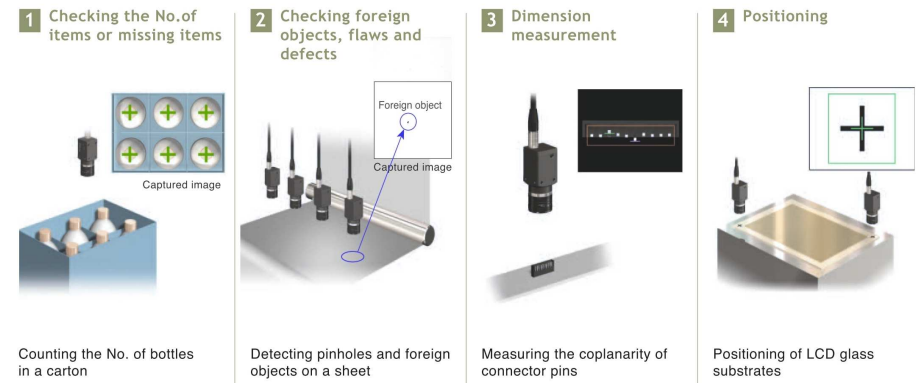 1 Checking the No.of
items or missing items
Captured image
Counting the No. of bottles
in a carton
2 Checking foreign
objects, flaws and
defects
Foreign object
Captured image
Detecting pinholes and foreign
objects on a sheet
3 Dimension
measurement
Measuring the coplanarity of
connector pins
4 Positioning
Positioning of LCD glass
substrates